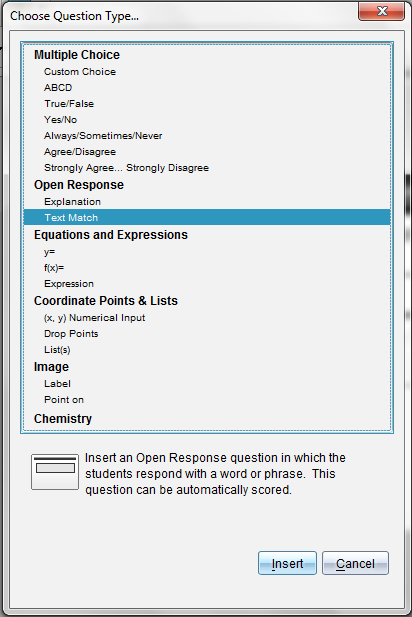 Choose Question Type...
Multiple Choice
Custom Choice
ABCD
True/False
Yes/No
Always/Sometimes/Never
Agree/Disagree
Strongly Agree... Strongly Disagree
Open Response
Explanation
Text Match
Equations and Expressions
y=
f(x)=
Expression
Coordinate Points & Lists
(x, y) Numerical Input
Drop Points
List(s)
Image
Label
Point on
Chemistry
Insert an Open Response question in which the
students respond with a word or phrase.  This
question can be automatically scored.
Insert Cancel